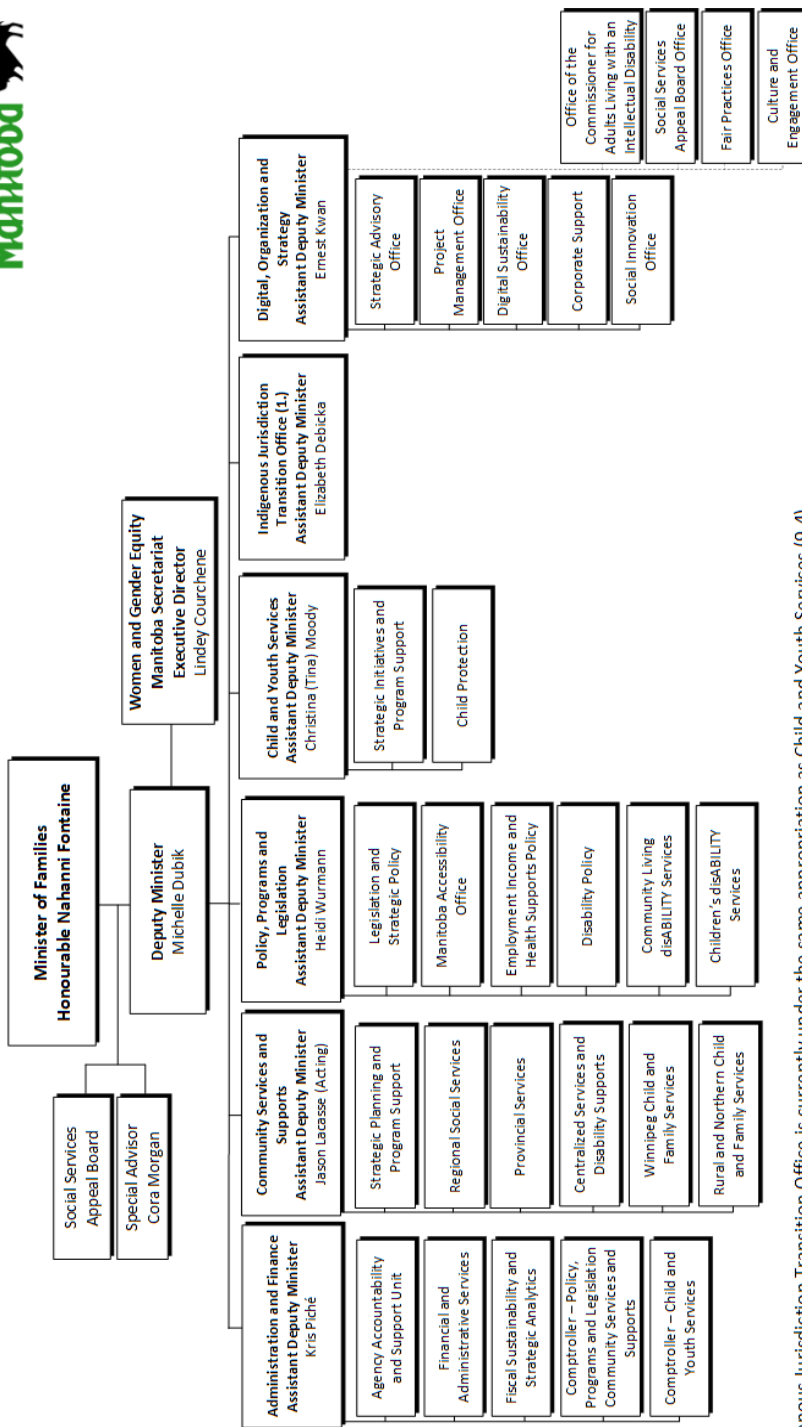 Manitoba
Minister of Families
Honourable Nahanni Fontaine
Social Services
Appeal Board
Special Advisor
Cora Morgan
Deputy Minister
Michelle Dubik
Women and Gender Equity
Manitoba Secretariat
Executive Director
Lindey Courchene
Administration and Finance
Assistant Deputy Minister
Kris Piché
Agency Accountability
and Support Unit
Financial and
Administrative Services
Fiscal Sustainability and
Strategic Analytics
Comptroller – Policy,
Programs and Legislation
Community Services and
Supports
Comptroller – Child and
Youth Services
Community Services and
Supports
Assistant Deputy Minister
Jason Lacasse (Acting)
Strategic Planning and
Program Support
Regional Social Services
Provincial Services
Centralized Services and
Disability Supports
Winnipeg Child and
Family Services
Rural and Northern Child
and Family Services
Policy, Programs and
Legislation
Assistant Deputy Minister
Heidi Wurmann
Legislation and
Strategic Policy
Manitoba Accessibility
Office
Employment Income and
Health Supports Policy
Disability Policy
Community Living
disABILITY Services
Children's disABILITY
Services
Child and Youth Services
Assistant Deputy Minister
Christina (Tina) Moody
Strategic Initiatives and
Program Support
Child Protection
Indigenous Jurisdiction
Transition Office (1.)
Assistant Deputy Minister
Elizabeth Debicka
Digital, Organization and
Strategy
Assistant Deputy Minister
Ernest Kwan
Strategic Advisory
Office
Project
Management Office
Digital Sustainability
Office
Corporate Support
Social Innovation
Office
Office of the
Commissioner for
Adults Living with an
Intellectual Disability
Social Services
Appeal Board Office
Fair Practices Office
Culture and
Engagement Office
Jurisdiction Transition Office is currently under the same appropriation as Child and Youth Services (9.4)